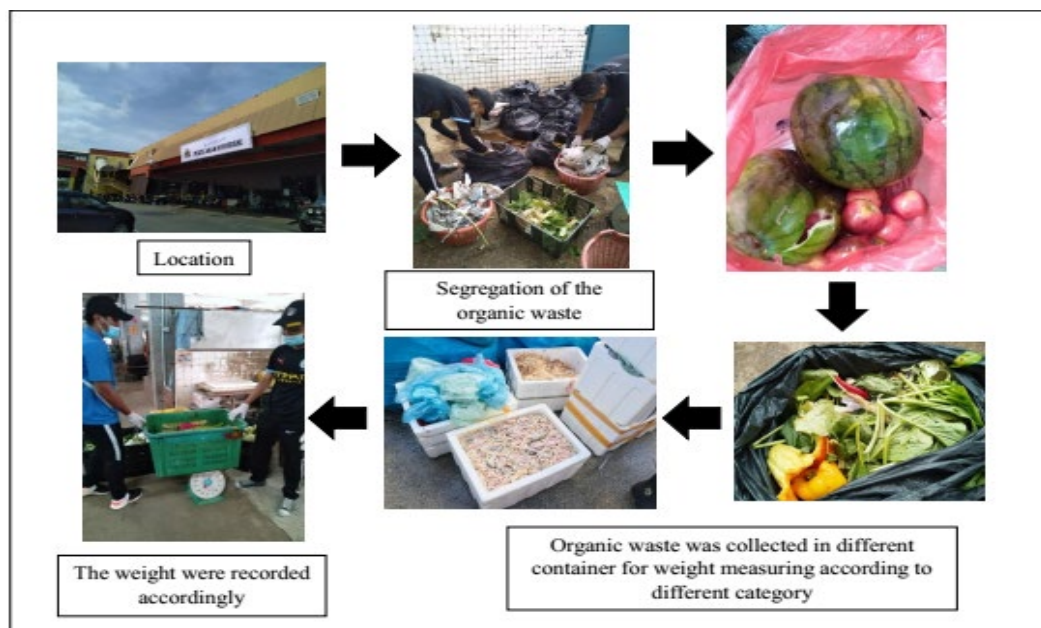 Location
Segregation of the
organic waste
Organic waste was collected in different
container for weight measuring according to
different category
The weight were recorded
accordingly